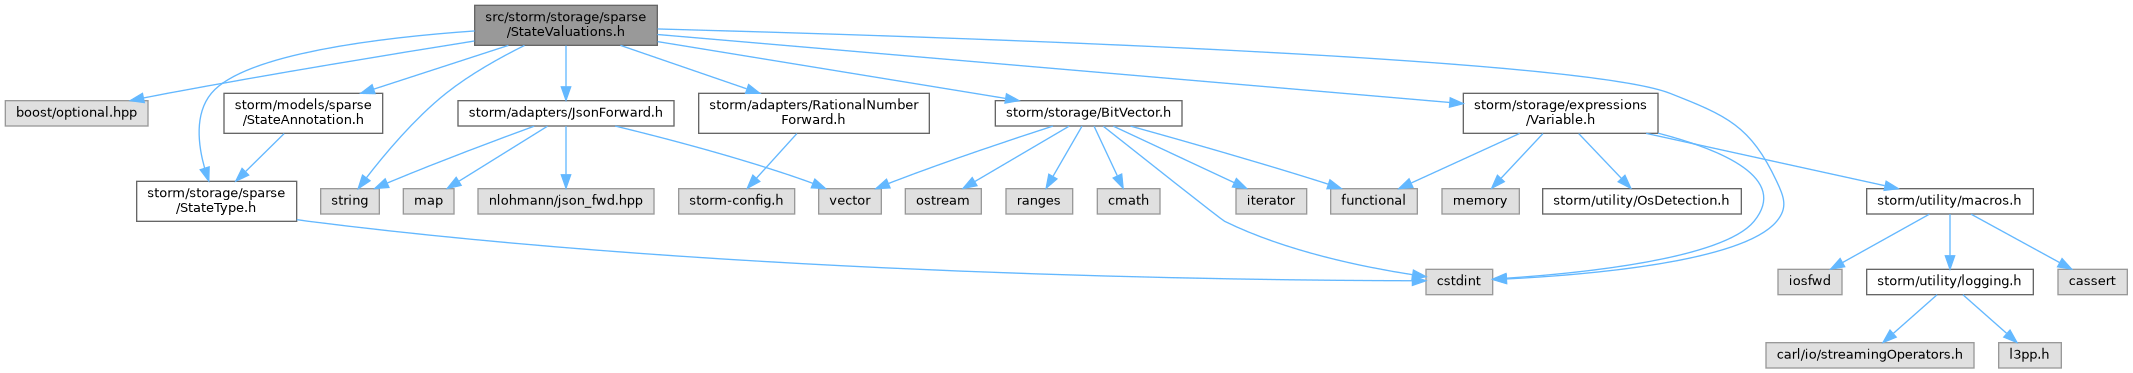 src/storm/storage/sparse
/StateValuations.h
boost/optional.hpp
storm/models/sparse
/StateAnnotation.h
storm/adapters/JsonForward.h
storm/adapters/RationalNumber
Forward.h
storm/storage/BitVector.h
storm/storage/expressions
/Variable.h
storm/storage/sparse
/StateType.h
string
map
nlohmann/json_fwd.hpp
storm-config.h
vector
ostream
ranges
cmath
iterator
functional
memory
storm/utility/OsDetection.h
storm/utility/macros.h
cstdint
iosfwd
storm/utility/logging.h
cassert
carl/io/streamingOperators.h
l3pp.h